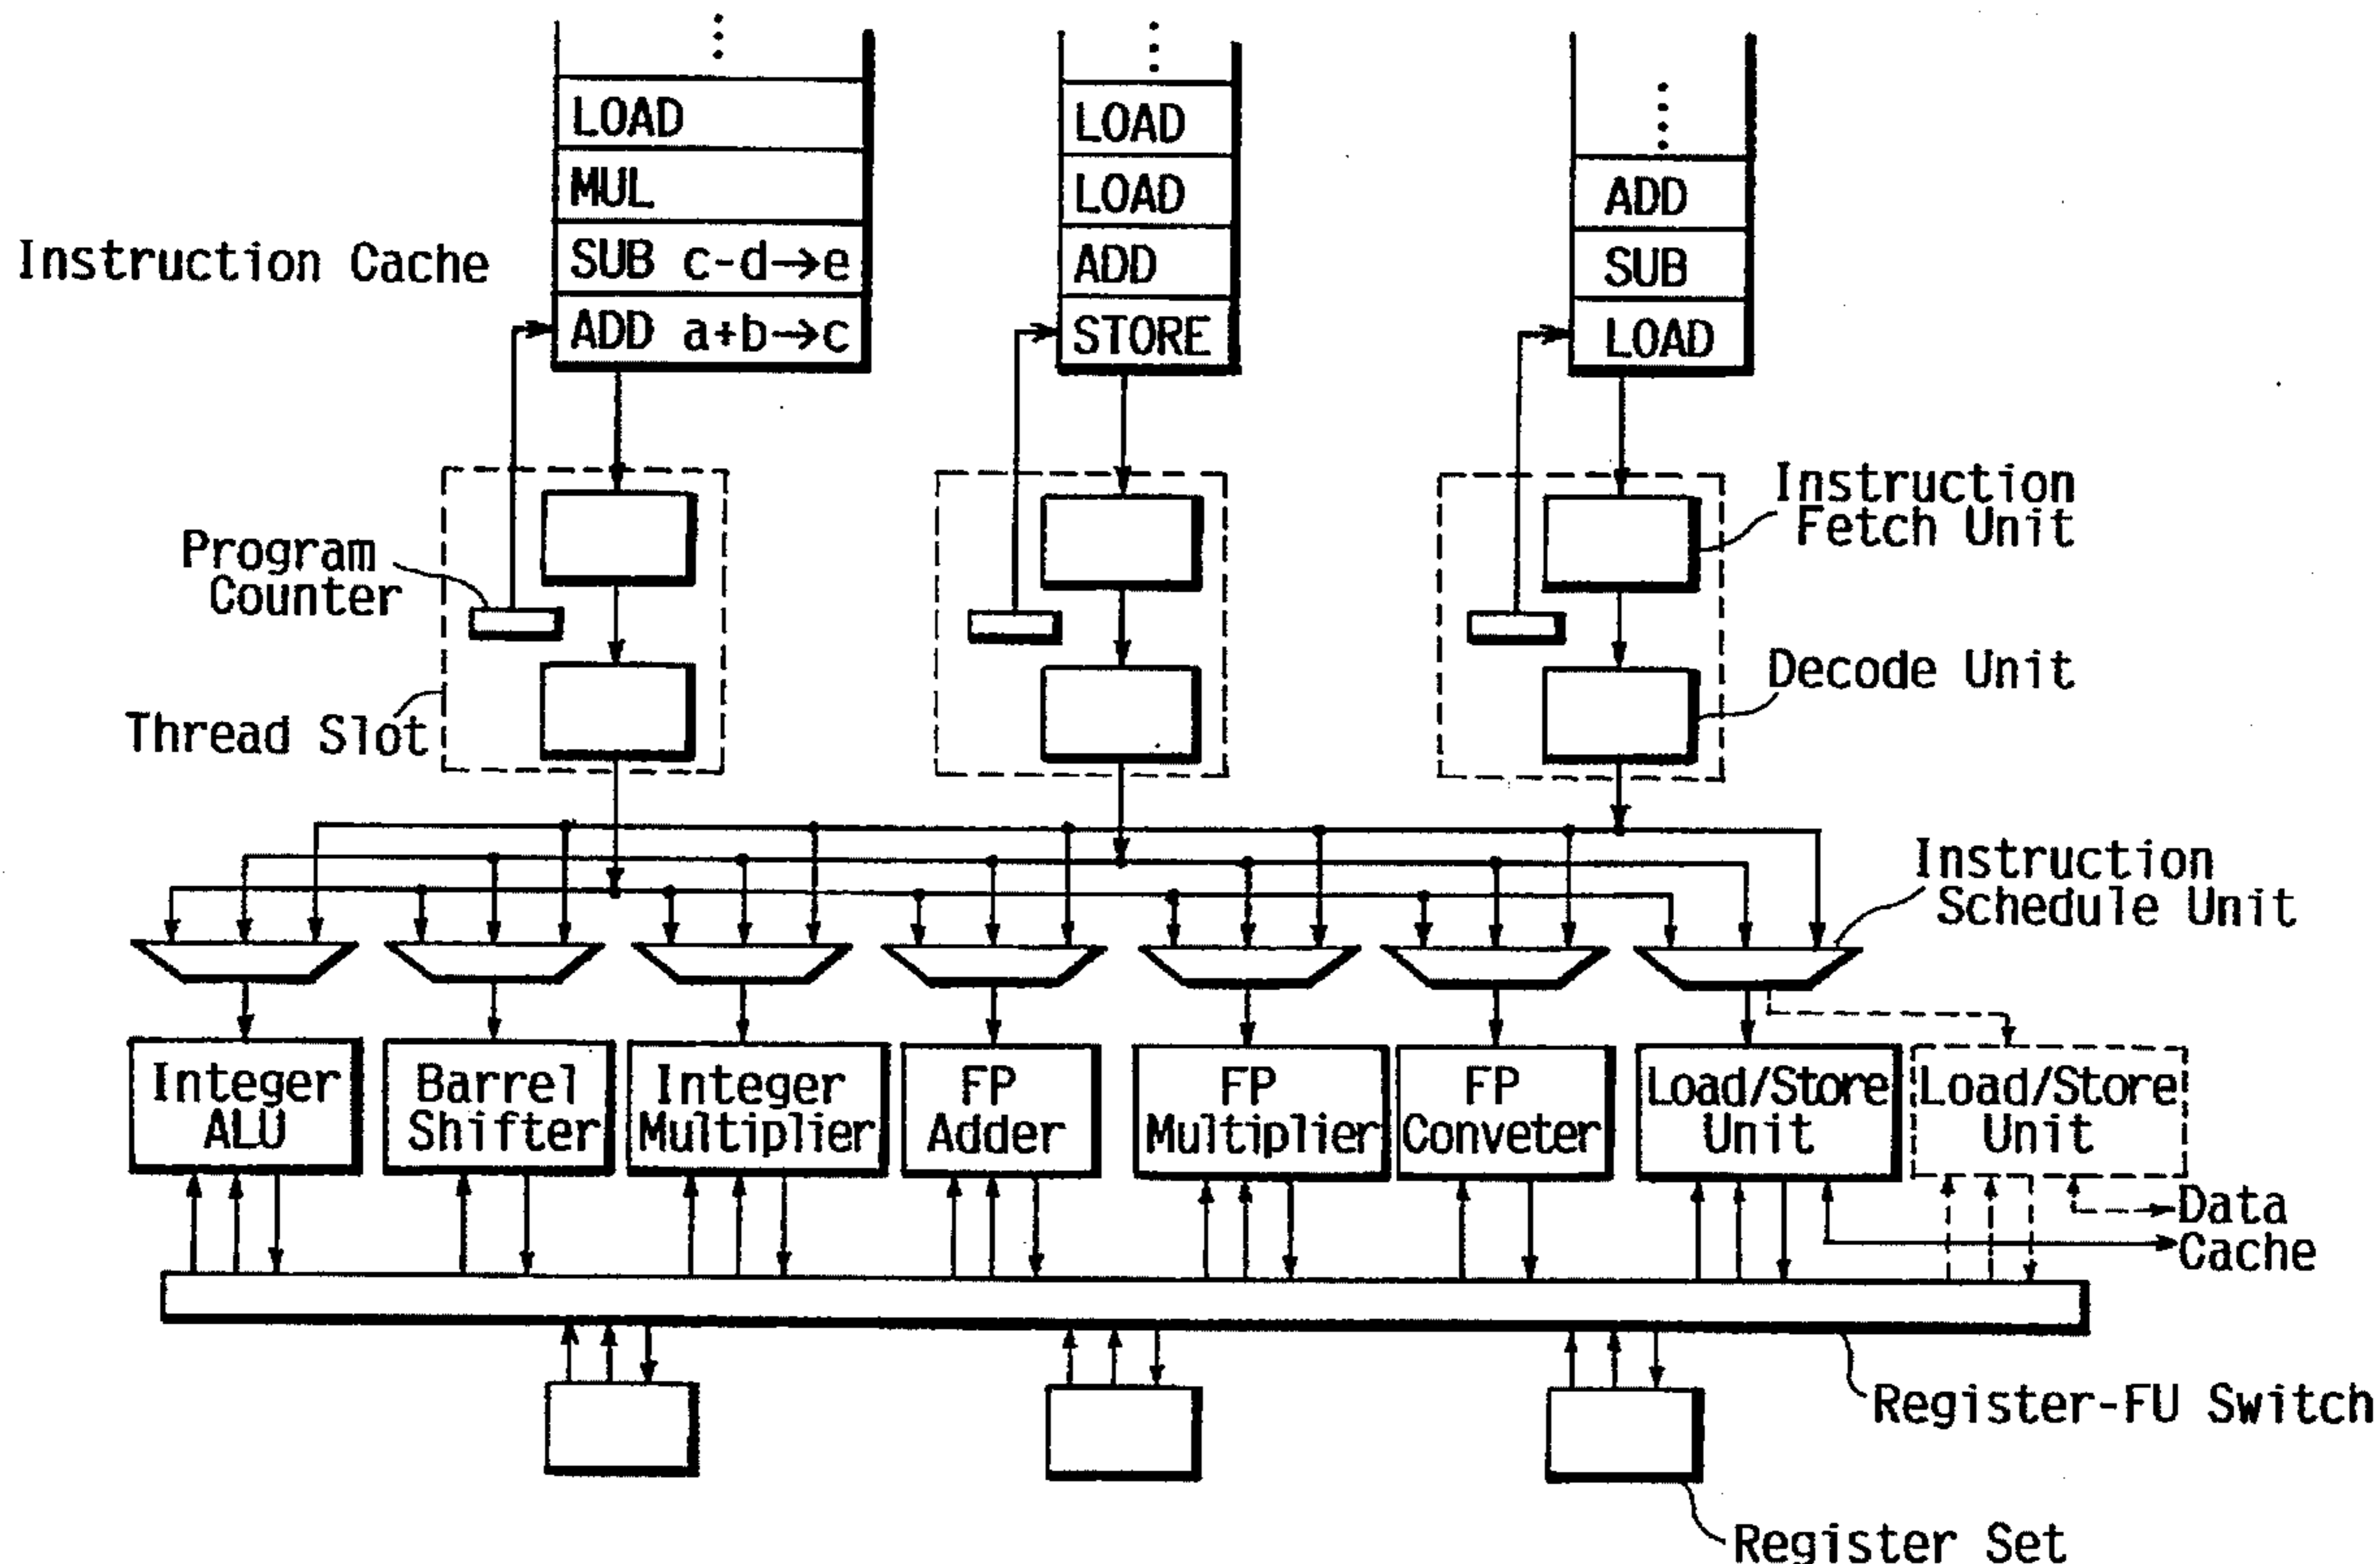 LOAD
MUL
SUB c-d→e
ADD a+b→c
LOAD
LOAD
ADD
STORE
ADD
SUB
LOAD
Instruction Cache
Program
Counter
Thread Slot
Instruction
Fetch Unit
Decode Unit
Instruction
Schedule Unit
Integer
ALU
Barrel
Shifter
Integer
Multiplier
FP
Adder
FP
Multiplier
FP
Conveter
Load/Store
Unit
Load/Store
Unit
Data
Cache
Register-FU Switch
Register Set